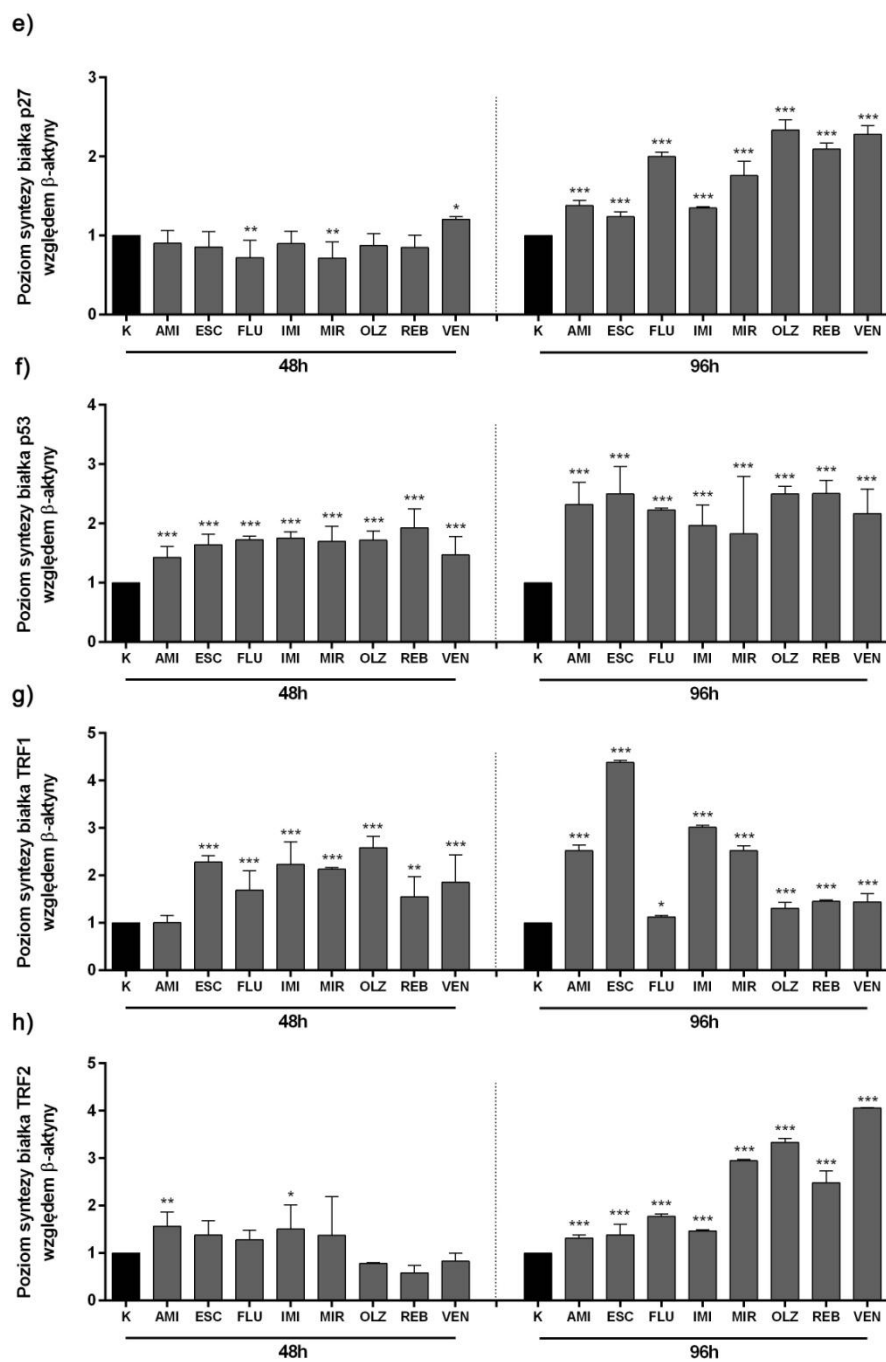 e)
Poziom syntezy białka p27
względem β-aktyny
3
2
1
0
* ** ** *** *** *** *** *** *** *** ***
K AMI ESC FLU IMI MIR OLZ REB VEN K AMI ESC FLU IMI MIR OLZ REB VEN
48h 96h
f)
Poziom syntezy białka p53
względem β-aktyny
4
3
2
1
0
*** *** *** *** *** *** *** *** *** *** *** *** *** *** *** ***
K AMI ESC FLU IMI MIR OLZ REB VEN K AMI ESC FLU IMI MIR OLZ REB VEN
48h 96h
g)
Poziom syntezy białka TRF1
względem β-aktyny
5
4
3
2
1
0
*** *** *** *** *** ** *** *** *** * *** *** *** *** ***
K AMI ESC FLU IMI MIR OLZ REB VEN K AMI ESC FLU IMI MIR OLZ REB VEN
48h 96h
h)
Poziom syntezy białka TRF2
względem β-aktyny
5
4
3
2
1
0
** * *** *** *** *** *** *** *** ***
K AMI ESC FLU IMI MIR OLZ REB VEN K AMI ESC FLU IMI MIR OLZ REB VEN
48h 96h